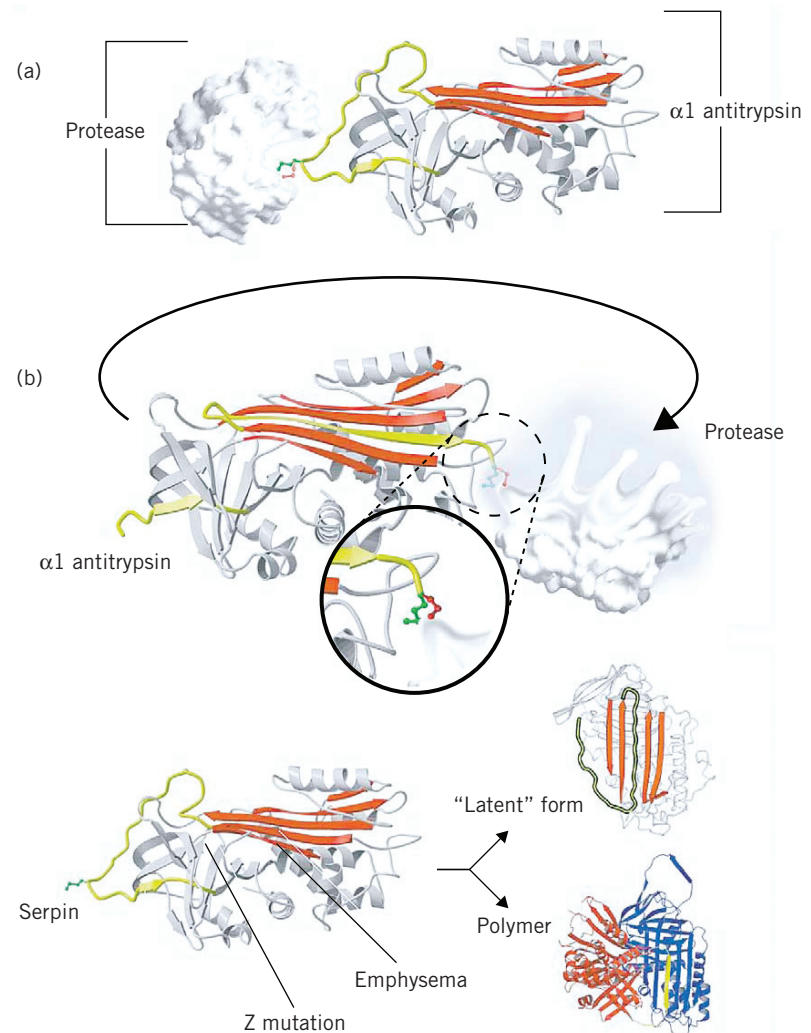 (a)
Protease
α1 antitrypsin
(b)
Protease
α1 antitrypsin
"Latent" form
Serpin
Polymer
Emphysema
Z mutation